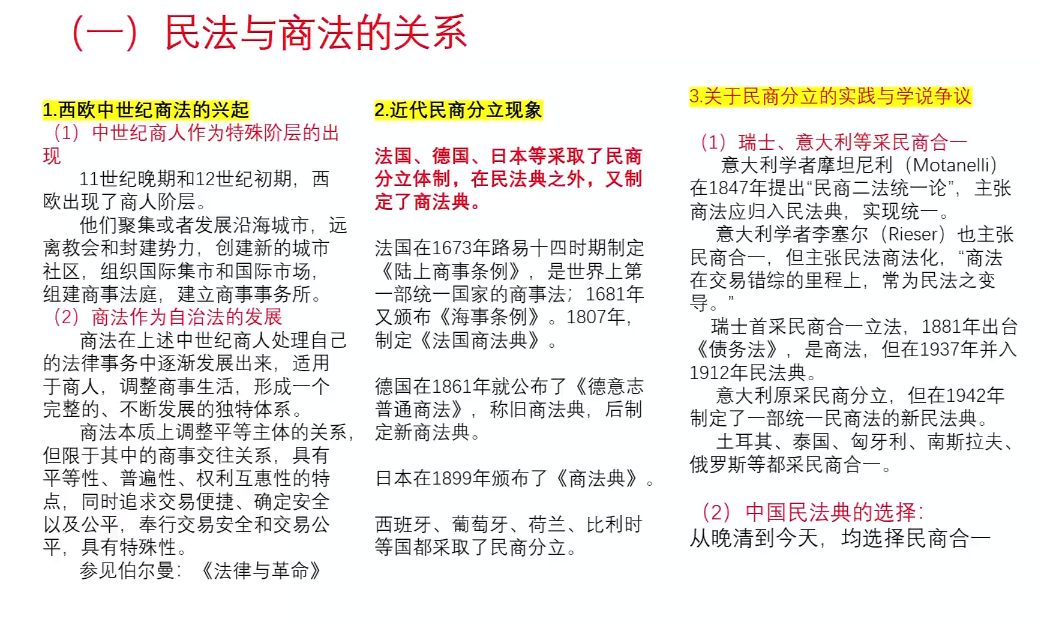 （一）民法与商法的关系
1.西欧中世纪商法的兴起
（1）中世纪商人作为特殊阶层的出
现
11世纪晚期和12世纪初期，西
欧出现了商人阶层。
他们聚集或者发展沿海城市，远
离教会和封建势力，创建新的城市
社区，组织国际集市和国际市场，
组建商事法庭，建立商事事务所。
（2）商法作为自治法的发展
商法在上述中世纪商人处理自己
的法律事务中逐渐发展出来，适用
于商人，调整商事生活，形成一个
完整的、不断发展的独特体系。
商法本质上调整平等主体的关系，
但限于其中的商事交往关系，具有
平等性、普遍性、权利互惠性的特
点，同时追求交易便捷、确定安全
以及公平，奉行交易安全和交易公
平，具有特殊性。
参见伯尔曼：《法律与革命》
2.近代民商分立现象
法国、德国、日本等采取了民商
分立体制，在民法典之外，又制
定了商法典。
法国在1673年路易十四时期制定
《陆上商事条例》，是世界上第
一部统一国家的商事法；1681年
又颁布《海事条例》。1807年，
制定《法国商法典》。
德国在1861年就公布了《德意志
普通商法》，称旧商法典，后制
定新商法典。
日本在1899年颁布了《商法典》。
西班牙、葡萄牙、荷兰、比利时
等国都采取了民商分立。
3.关于民商分立的实践与学说争议
（1）瑞士、意大利等采民商合一
意大利学者摩坦尼利（Motanelli）
在1847年提出“民商二法统一论”，主张
商法应归入民法典，实现统一。
意大利学者李塞尔（Rieser）也主张
民商合一，但主张民法商法化，“商法
在交易错综的里程上，常为民法之变
导。”
瑞士首采民商合一立法，1881年出台
《债务法》，是商法，但在1937年并入
1912年民法典。
意大利原采民商分立，但在1942年
制定了一部统一民商法的新民法典。
土耳其、泰国、匈牙利、南斯拉夫、
俄罗斯等都采民商合一。
（2）中国民法典的选择：
从晚清到今天，均选择民商合一